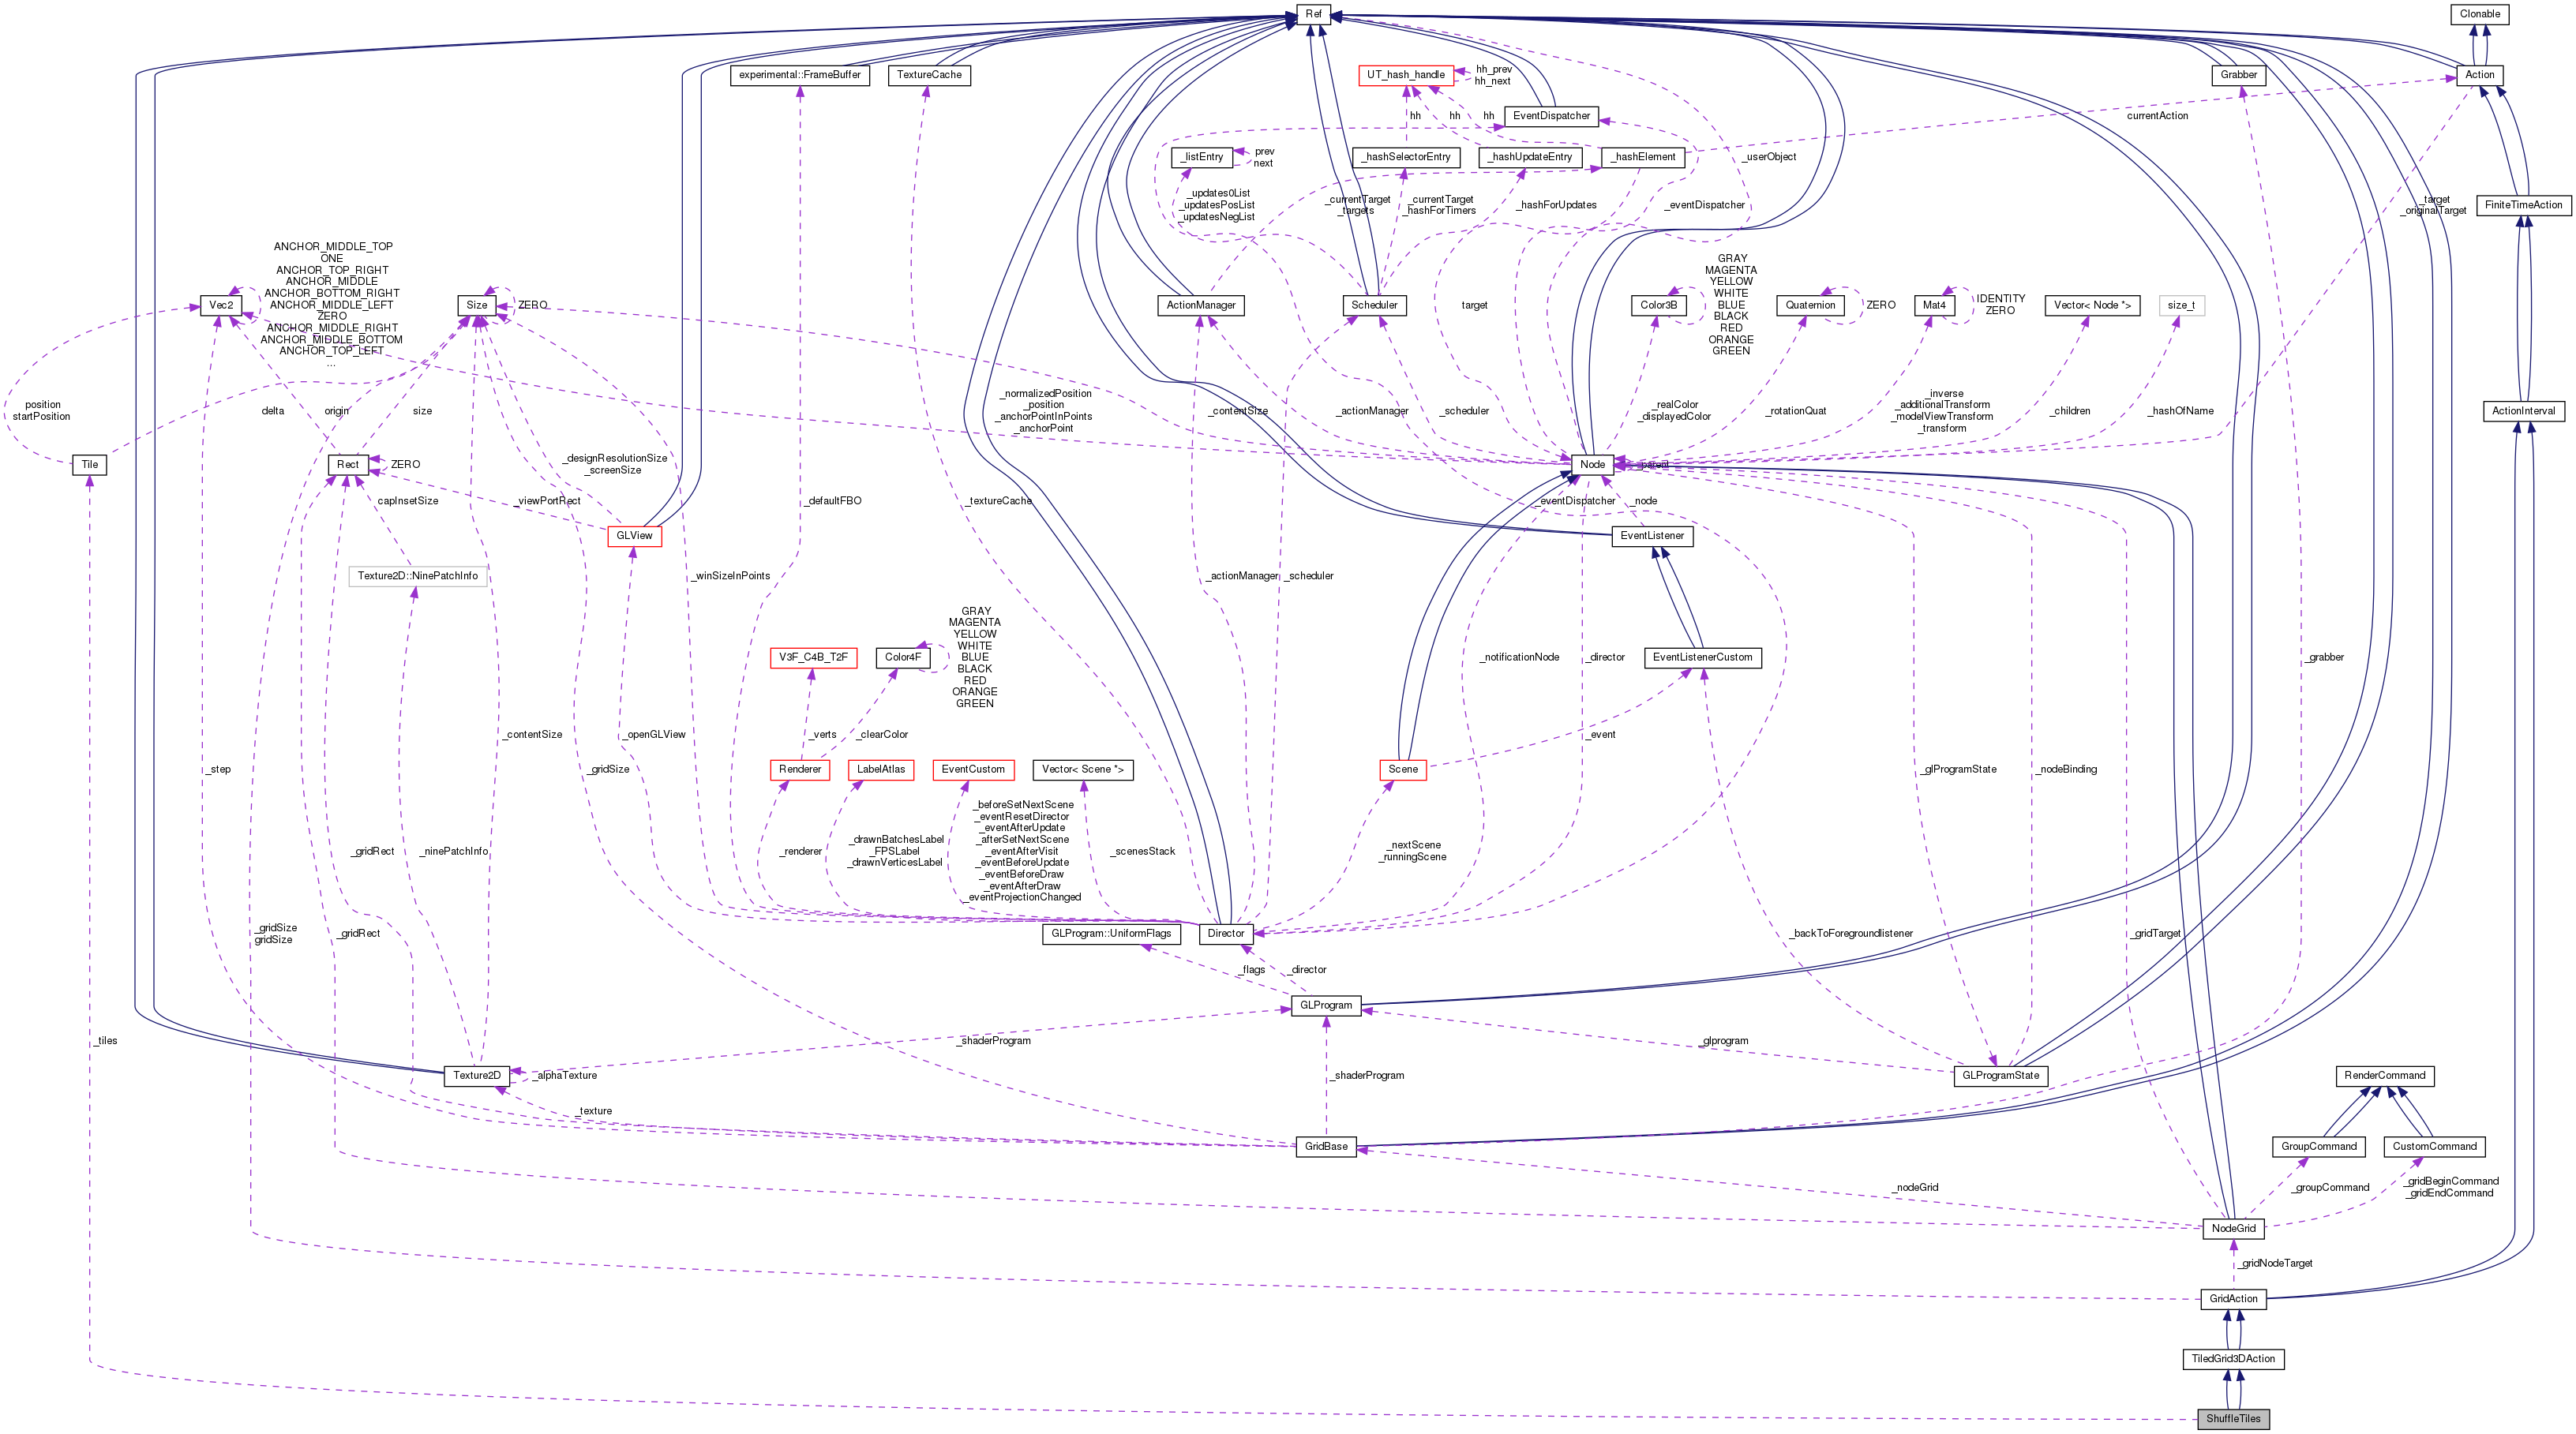 Ref
Clonable
experimental::FrameBuffer
TextureCache
UT_hash_handle
hh_prev
hh_next
Grabber
Action
EventDispatcher
hh
hh
hh
currentAction
_listEntry
prev
next
_hashSelectorEntry
_hashUpdateEntry
_hashElement
_userObject
_updates0List
_updatesPosList
_updatesNegList
_currentTarget
_targets
_currentTarget
_hashForTimers
_hashForUpdates
_eventDispatcher
_target
_originalTarget
FiniteTimeAction
ANCHOR_MIDDLE_TOP
ONE
ANCHOR_TOP_RIGHT
ANCHOR_MIDDLE
ANCHOR_BOTTOM_RIGHT
ANCHOR_MIDDLE_LEFT
ZERO
ANCHOR_MIDDLE_RIGHT
ANCHOR_MIDDLE_BOTTOM
ANCHOR_TOP_LEFT
...
Vec2
Size
ZERO
ActionManager
Scheduler
target
Color3B
GRAY
MAGENTA
YELLOW
WHITE
BLUE
BLACK
RED
ORANGE
GREEN
Quaternion
ZERO
Mat4
IDENTITY
ZERO
Vector< Node *>
size_t
position
startPosition
delta
origin
size
_normalizedPosition
_position
_anchorPointInPoints
_anchorPoint
_contentSize
_actionManager
_scheduler
_realColor
_displayedColor
_rotationQuat
_inverse
_additionalTransform
_modelViewTransform
_transform
_children
_hashOfName
ActionInterval
Tile
Rect
ZERO
_designResolutionSize
_screenSize
Node
_parent
capInsetSize
_viewPortRect
_defaultFBO
_textureCache
_eventDispatcher
_node
GLView
EventListener
Texture2D::NinePatchInfo
_winSizeInPoints
_actionManager
_scheduler
GRAY
MAGENTA
YELLOW
WHITE
BLUE
BLACK
RED
ORANGE
GREEN
V3F_C4B_T2F
Color4F
_notificationNode
_director
EventListenerCustom
_grabber
_contentSize
_openGLView
_verts
_clearColor
_event
_step
_gridSize
Renderer
LabelAtlas
EventCustom
Vector< Scene *>
Scene
_glProgramState
_nodeBinding
_gridRect
_ninePatchInfo
_renderer
_drawnBatchesLabel
_FPSLabel
_drawnVerticesLabel
_beforeSetNextScene
_eventResetDirector
_eventAfterUpdate
_afterSetNextScene
_eventAfterVisit
_eventBeforeUpdate
_eventBeforeDraw
_eventAfterDraw
_eventProjectionChanged
_scenesStack
_nextScene
_runningScene
_gridSize
gridSize
_gridRect
GLProgram::UniformFlags
Director
_backToForegroundlistener
_gridTarget
_flags
_director
GLProgram
_tiles
_shaderProgram
_glprogram
Texture2D
_alphaTexture
_shaderProgram
GLProgramState
RenderCommand
_texture
GridBase
GroupCommand
CustomCommand
_nodeGrid
_groupCommand
_gridBeginCommand
_gridEndCommand
NodeGrid
_gridNodeTarget
GridAction
TiledGrid3DAction
ShuffleTiles